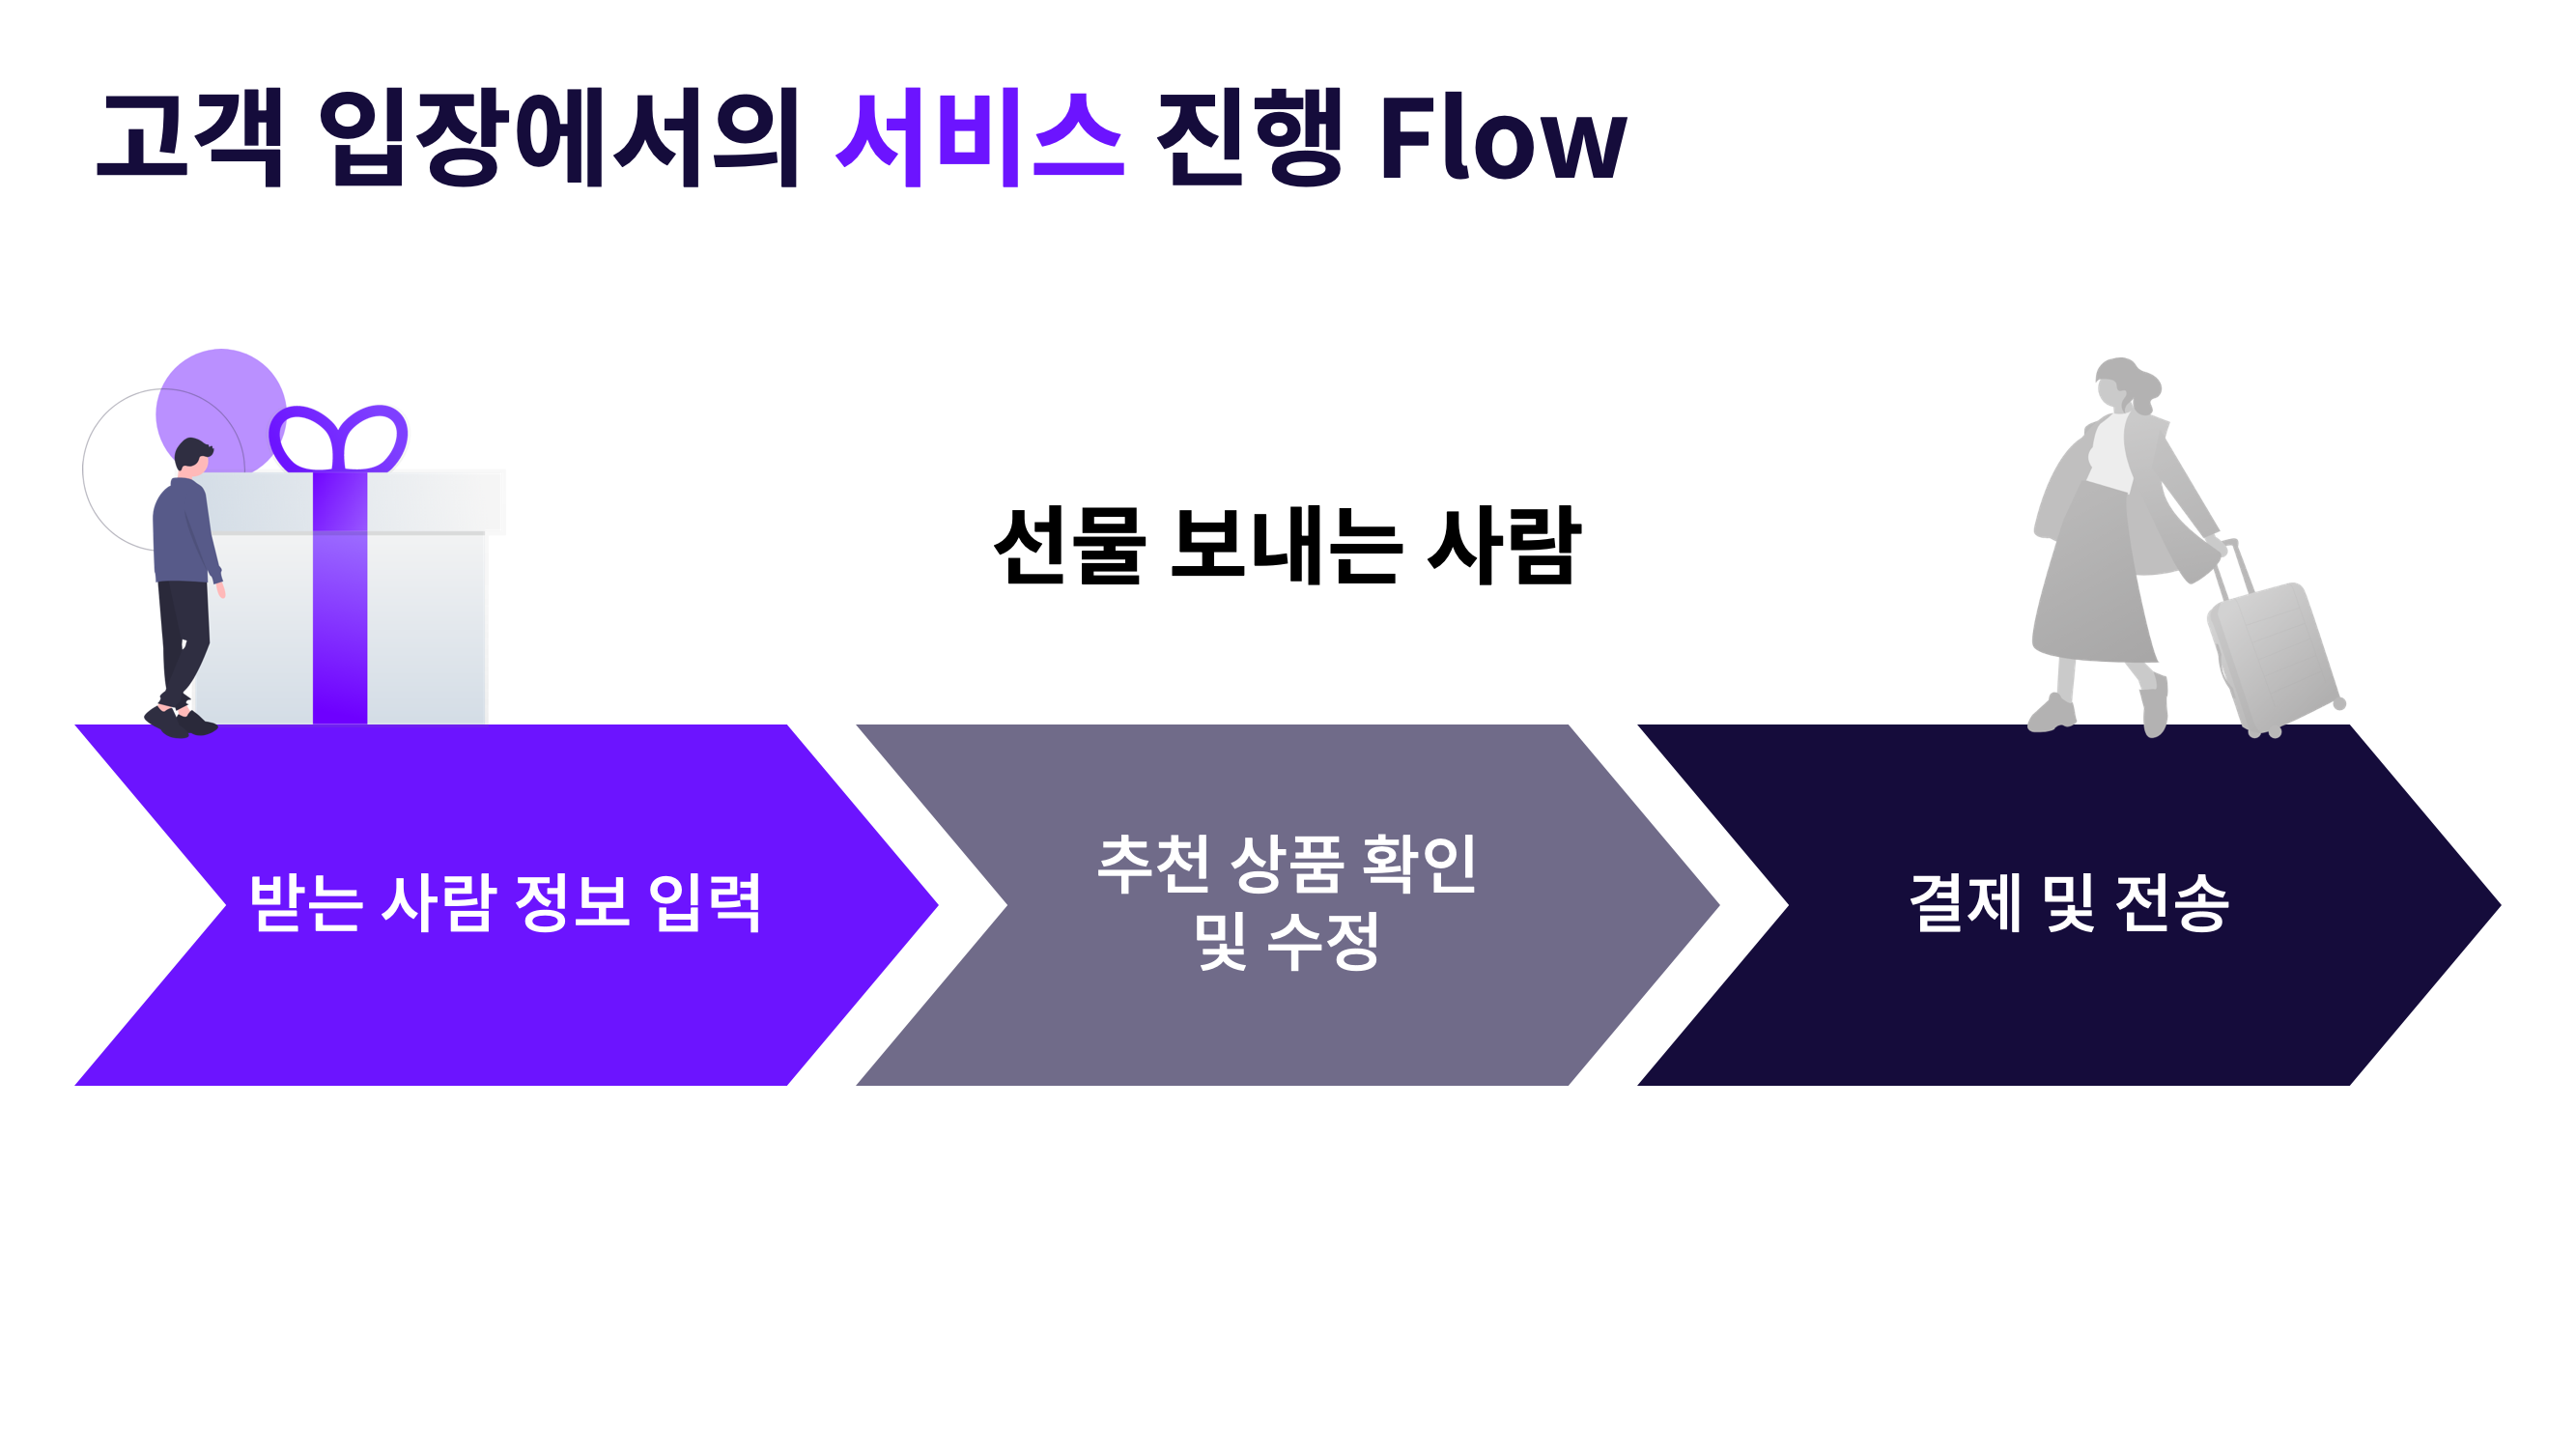 고객 입장에서의 서비스 진행 Flow
선물 보내는 사람
받는 사람 정보 입력
추천 상품 확인
및 수정
결제 및 전송